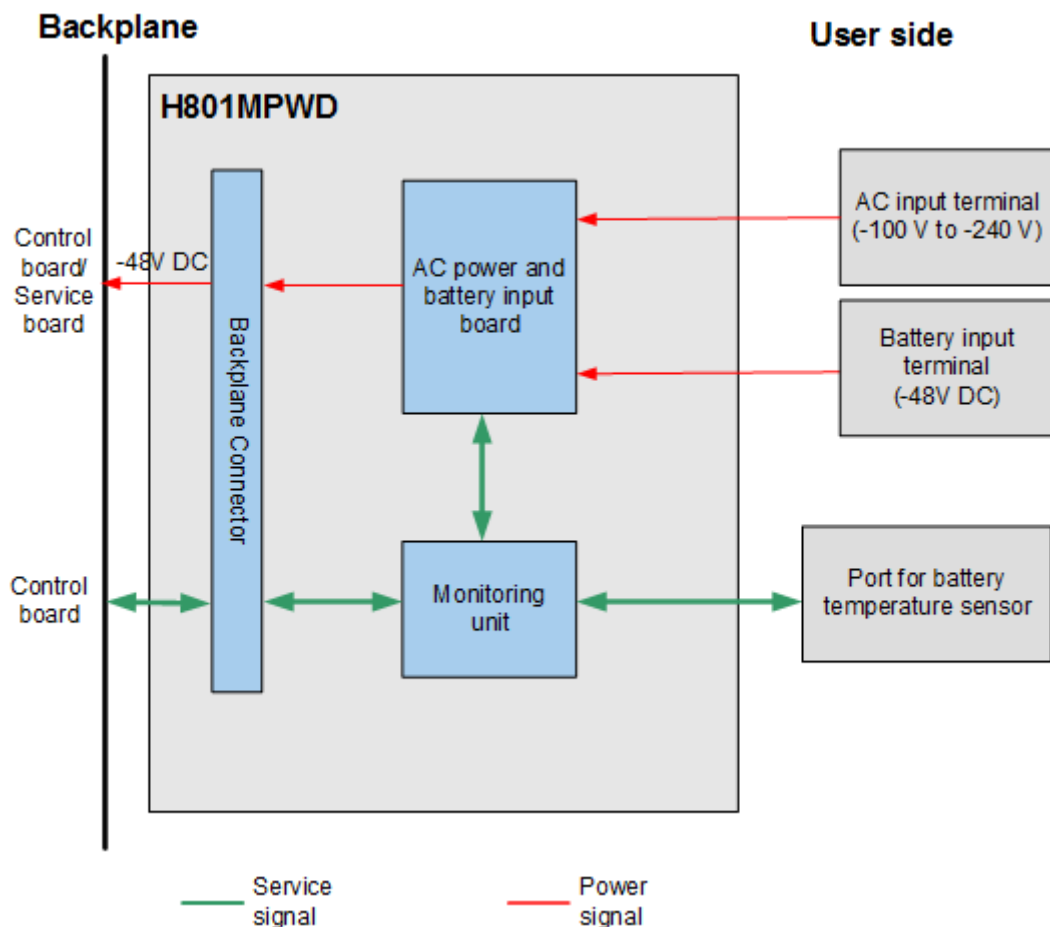 Backplane
User side
H801MPWD
AC input terminal
(-100 V to -240 V)
Control
board/
Service
board
-48V DC
AC power and
battery input
board
Battery input
terminal
(-48V DC)
Backplane Connector
Control
board
Monitoring
unit
Port for battery
temperature sensor
Service
signal
Power
signal